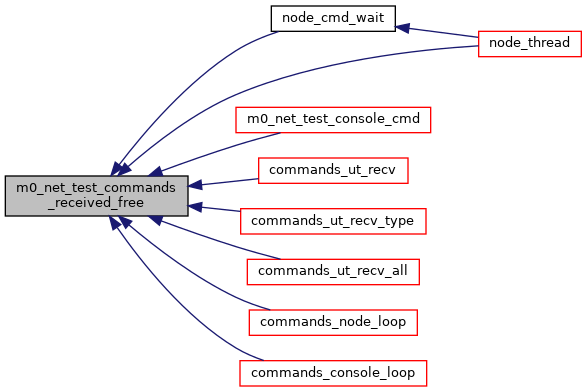 node_cmd_wait
node_thread
m0_net_test_console_cmd
commands_ut_recv
m0_net_test_commands
_received_free
commands_ut_recv_type
commands_ut_recv_all
commands_node_loop
commands_console_loop